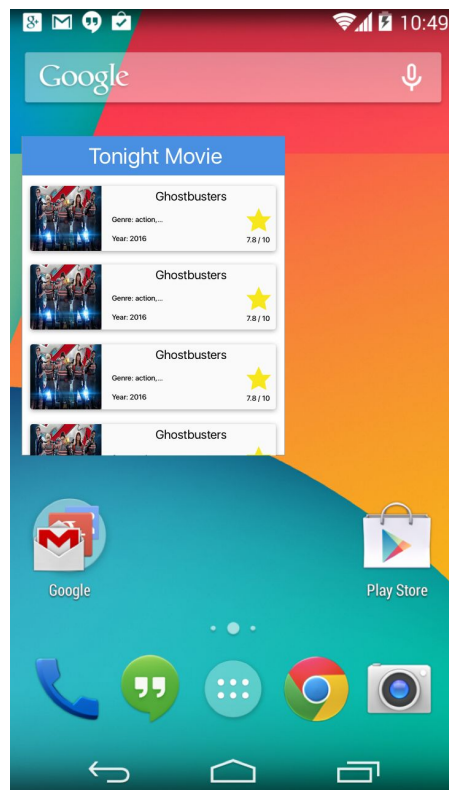 10:49
Google
Tonight Movie
Ghostbusters
Genre: action,...
Year: 2016
7.8 / 10
Ghostbusters
Genre: action,...
Year: 2016
7.8 / 10
Ghostbusters
Genre: action,...
Year: 2016
7.8 / 10
Ghostbusters
Google
Play Store